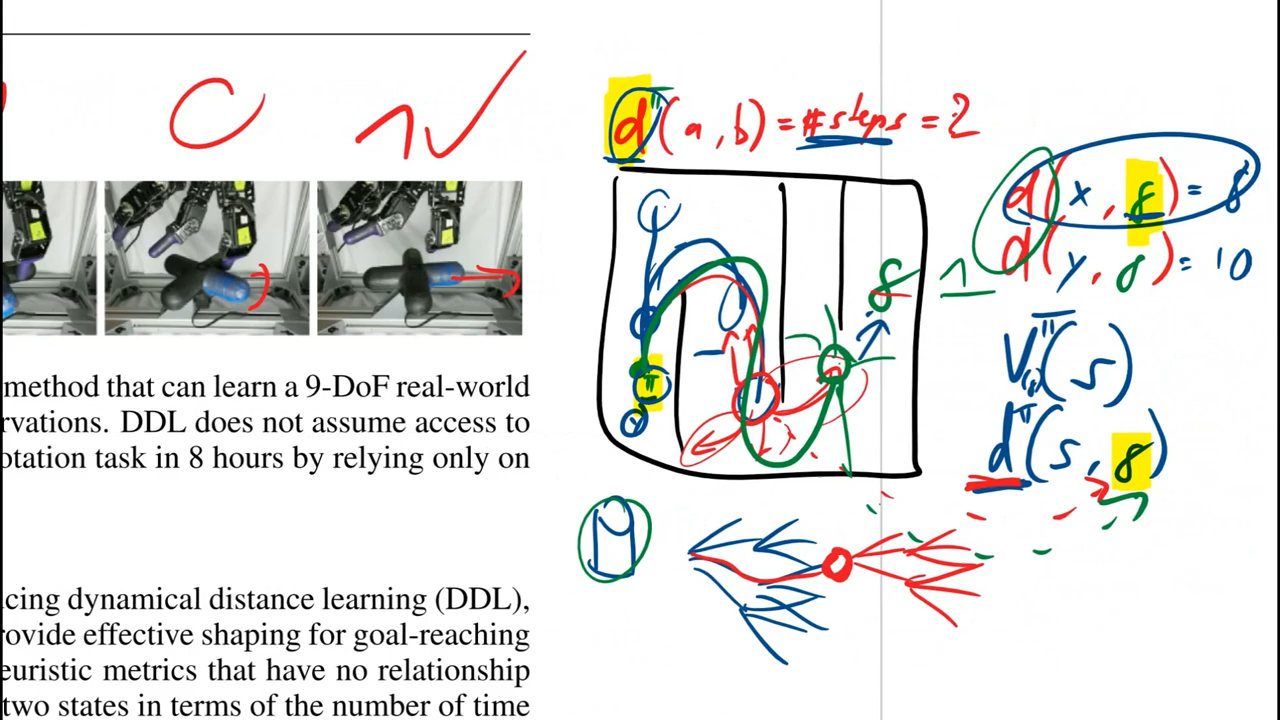 method that can learn a 9-DoF real-world
rvations. DDL does not assume access to
otation task in 8 hours by relying only on
cing dynamical distance learning (DDL),
rovide effective shaping for goal-reaching
euristic metrics that have no relationship
two states in terms of the number of time
d^π(a, b) = #steps = 2
d(x, g) = 8
d(y, g) = 10
g
1
π
V^π(s)
d^π(s, g)